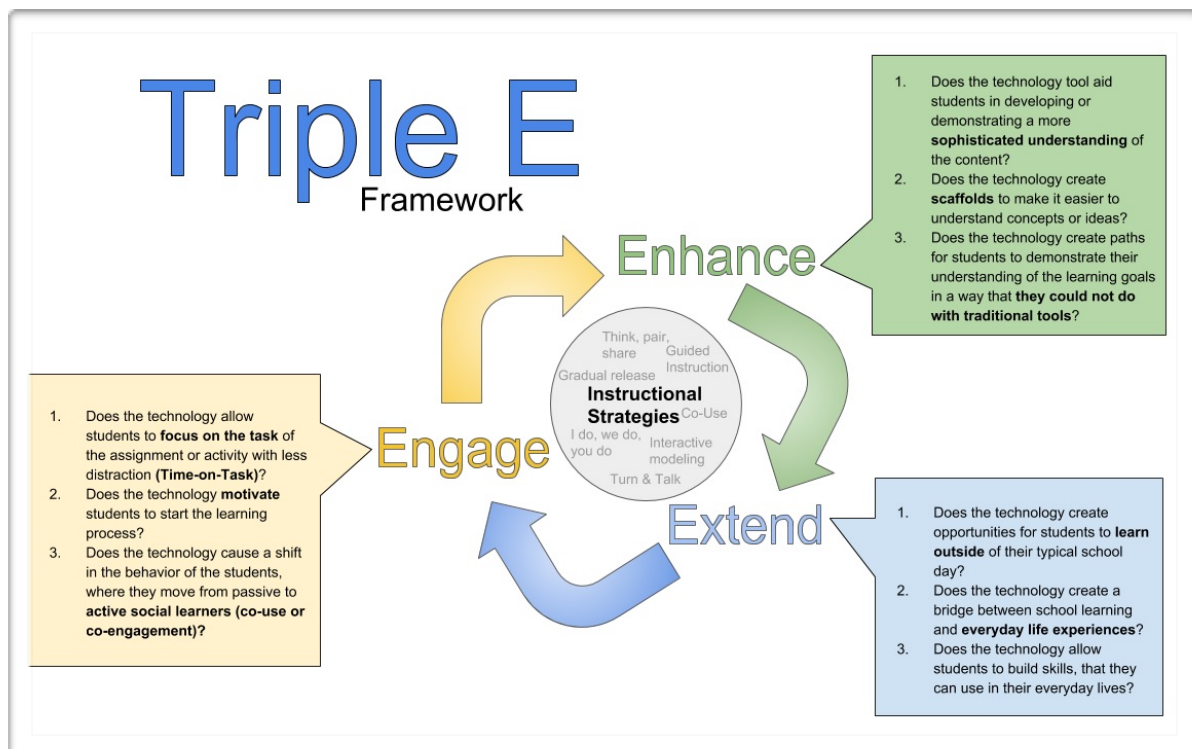 Triple E
Framework
Enhance
1. Does the technology tool aid
students in developing or
demonstrating a more
sophisticated understanding of
the content?
2. Does the technology create
scaffolds to make it easier to
understand concepts or ideas?
3. Does the technology create paths
for students to demonstrate their
understanding of the learning goals
in a way that they could not do
with traditional tools?
Think, pair,
share
Guided
Instruction
Gradual release
Instructional
Strategies
Co-Use
I do, we do,
you do
Interactive
modeling
Turn & Talk
Engage
1. Does the technology allow
students to focus on the task of
the assignment or activity with less
distraction (Time-on-Task)?
2. Does the technology motivate
students to start the learning
process?
3. Does the technology cause a shift
in the behavior of the students,
where they move from passive to
active social learners (co-use or
co-engagement)?
Extend
1. Does the technology create
opportunities for students to learn
outside of their typical school
day?
2. Does the technology create a
bridge between school learning
and everyday life experiences?
3. Does the technology allow
students to build skills, that they
can use in their everyday lives?